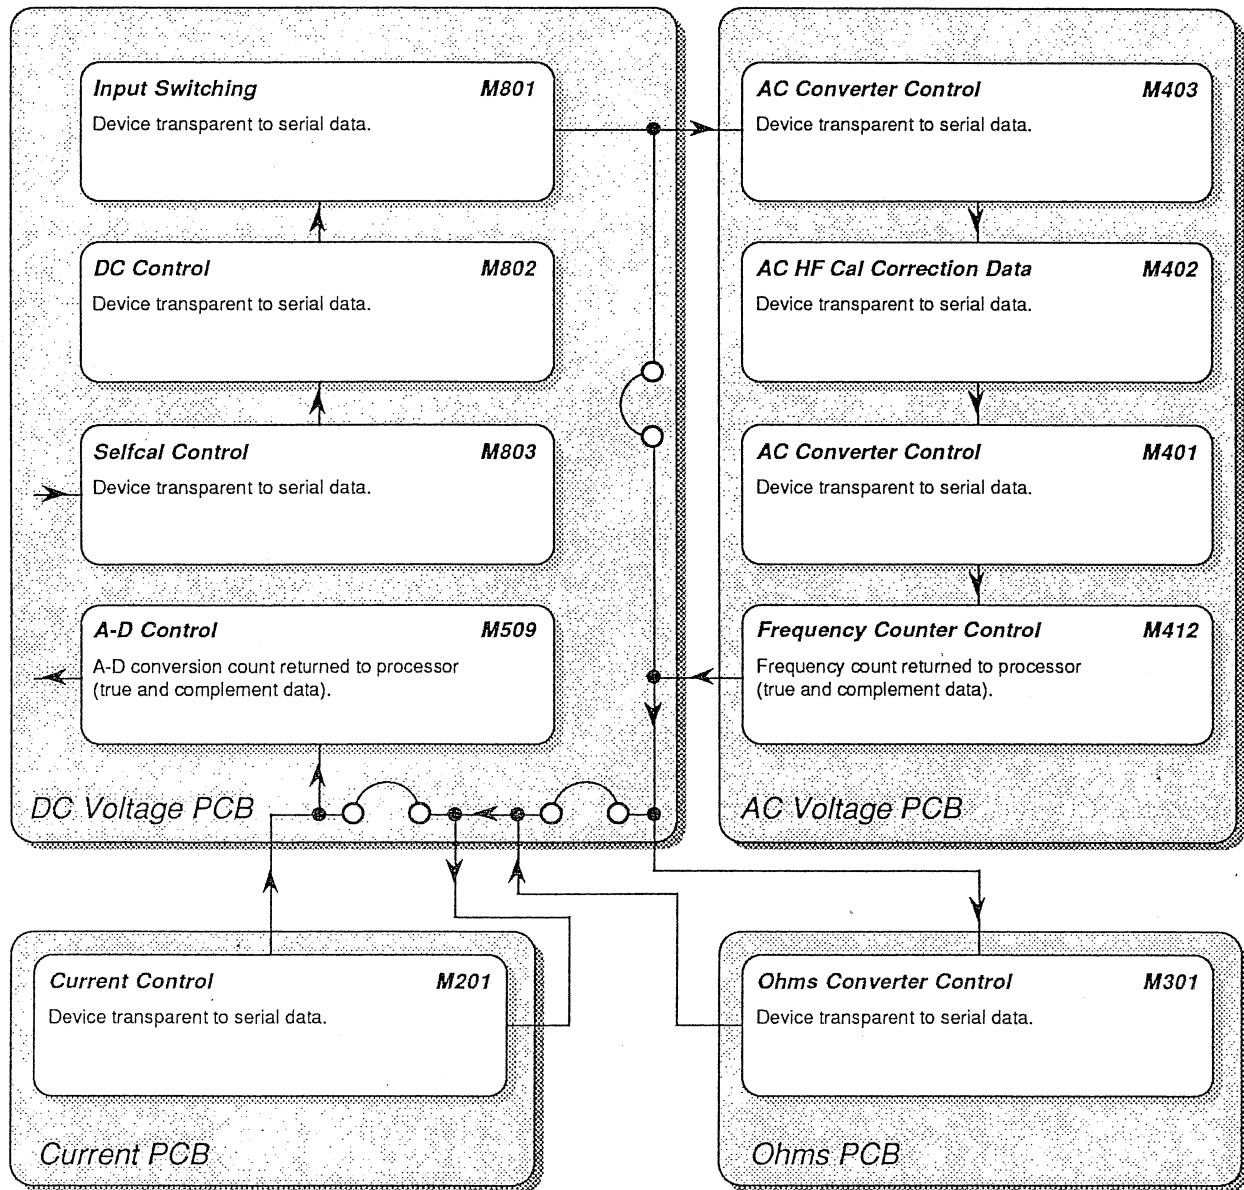 Input Switching M801
Device transparent to serial data.
DC Control M802
Device transparent to serial data.
Selfcal Control M803
Device transparent to serial data.
A-D Control M509
A-D conversion count returned to processor
(true and complement data).
DC Voltage PCB
AC Converter Control M403
Device transparent to serial data.
AC HF Cal Correction Data M402
Device transparent to serial data.
AC Converter Control M401
Device transparent to serial data.
Frequency Counter Control M412
Frequency count returned to processor
(true and complement data).
AC Voltage PCB
Current Control M201
Device transparent to serial data.
Current PCB
Ohms Converter Control M301
Device transparent to serial data.
Ohms PCB